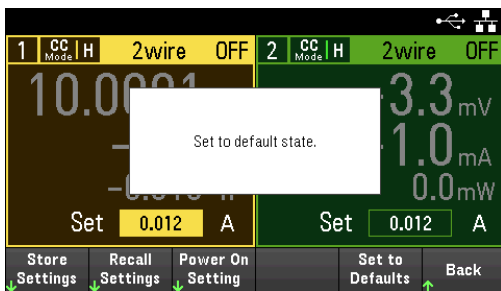 1 CC Mode H 2wire OFF 2 CC Mode H 2wire OFF
3.3 mV
1.0 mA
0.0 mW
Set to default state.
Set 0.012 A Set 0.012 A
Store Settings Recall Settings Power On Setting Set to Defaults Back